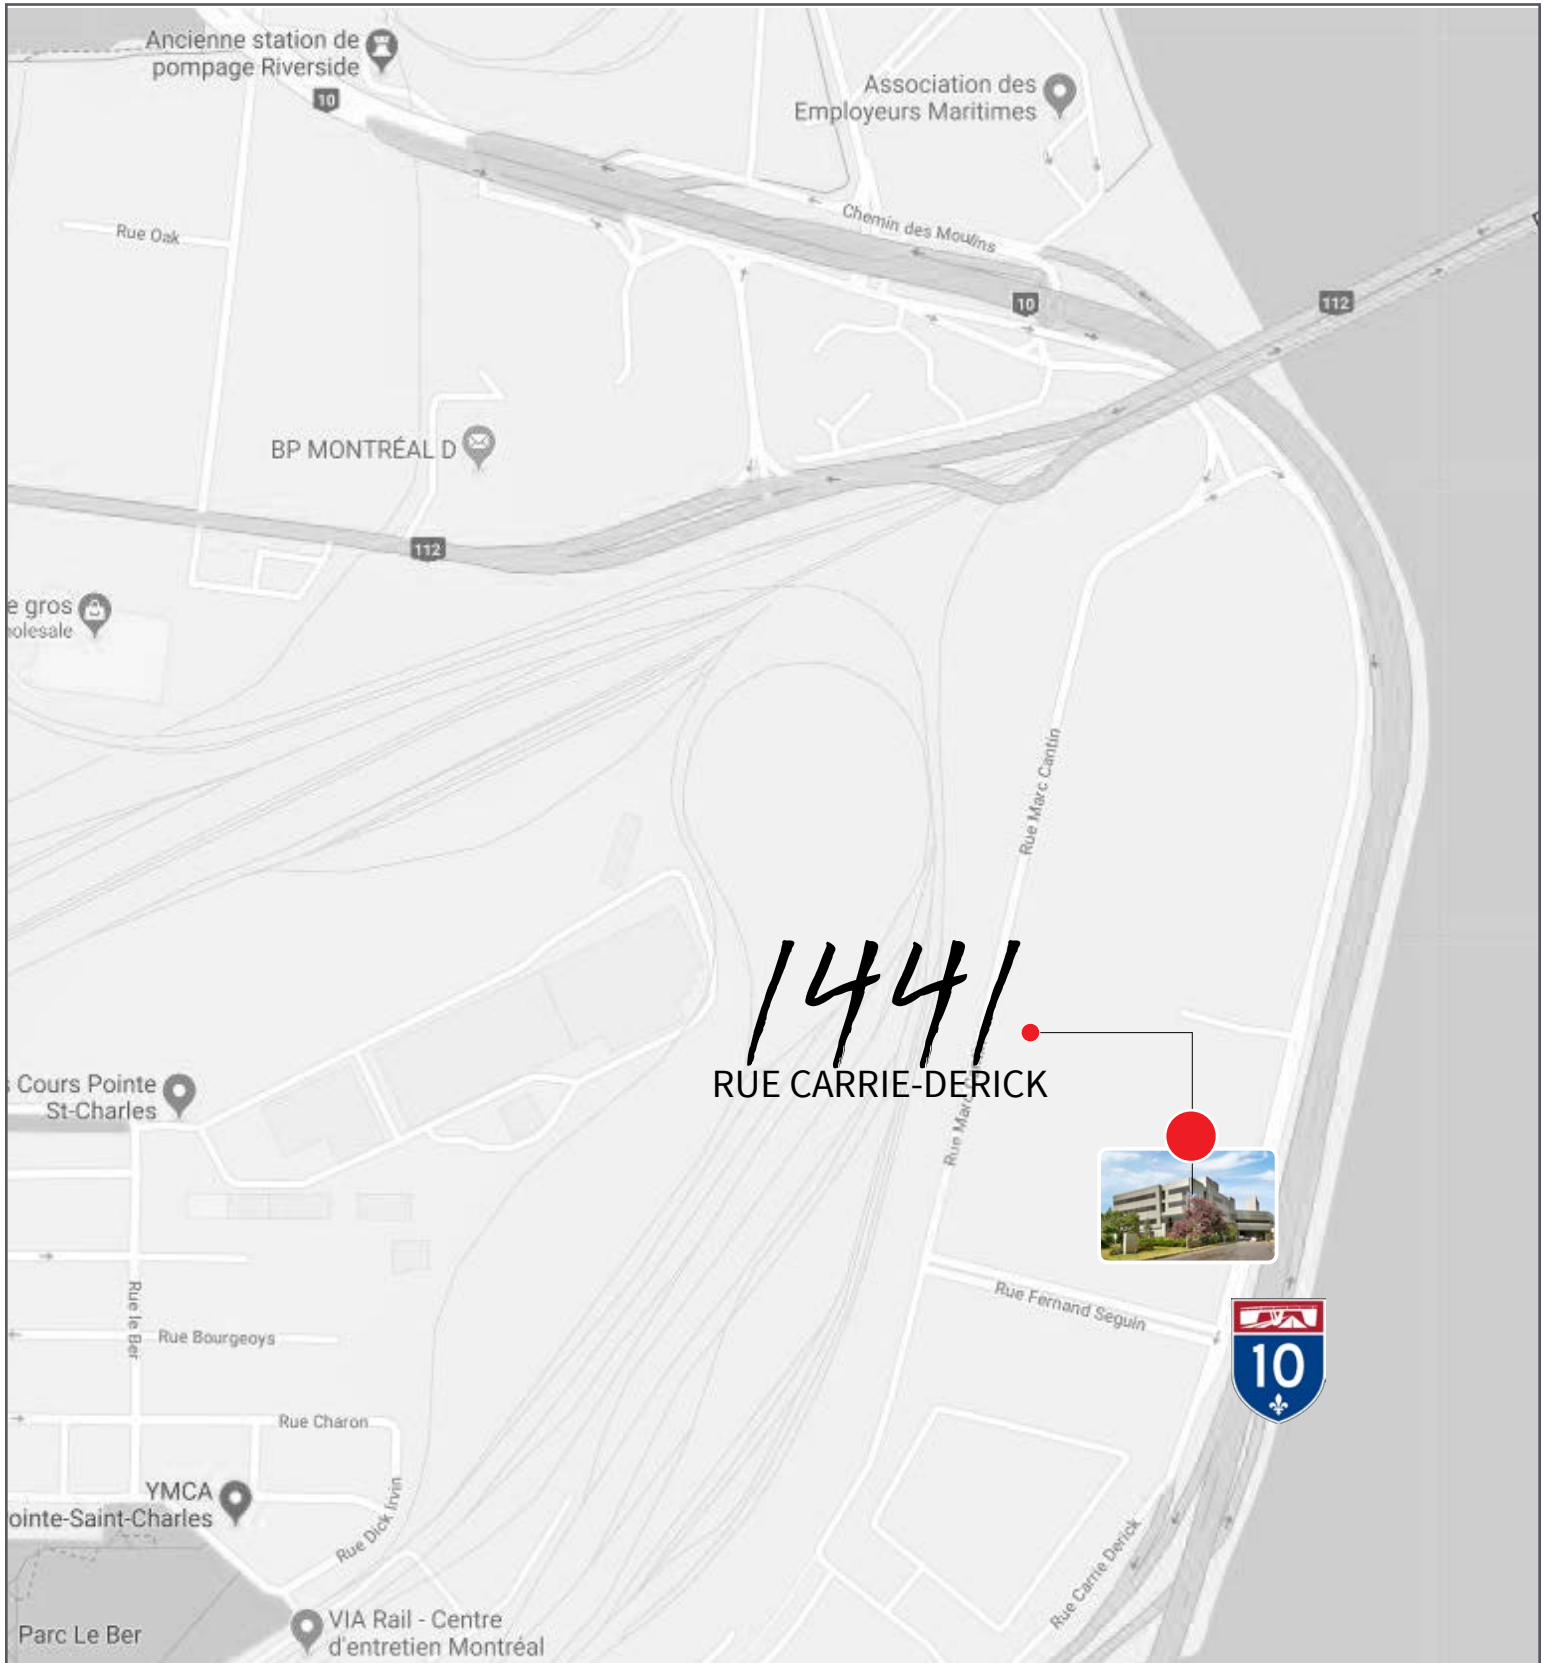 Ancienne station de
pompage Riverside
10
Association des
Employeurs Maritimes
Rue Oak
Chemin des Moulins
10
112
BP MONTRÉAL D
112
e gros
olesale
Rue Marc Cantin
1441
RUE CARRIE-DERICK
s Cours Pointe
St-Charles
Rue Marc Cantin
Rue Fernand Seguin
Rue le Ber
Rue Bourgeoys
10
Rue Charon
YMCA
ointe-Saint-Charles
Rue Dick Irvin
Rue Carrie Derick
Parc Le Ber
VIA Rail - Centre
d'entretien Montréal